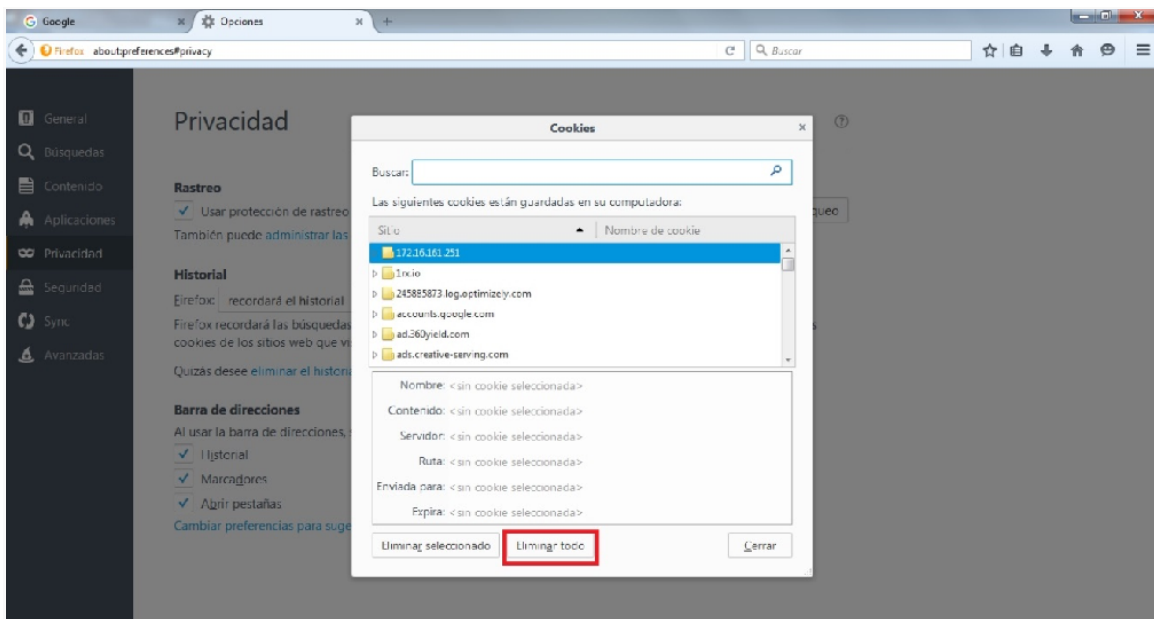 Google
Opciones
Firefox about:preferences#privacy
Buscar
General
Búsquedas
Contenido
Aplicaciones
Privacidad
Seguridad
Sync
Avanzadas
Privacidad
Rastreo
Usar protección de rastreo
También puede administrar las
queo
Historial
Firefox: recordará el historial
Firefox recordará las búsquedas
s
cookies de los sitios web que vi
Quizás desee eliminar el histori
Barra de direcciones
Al usar la barra de direcciones, s
Historial
Marcadores
Abrir pestañas
Cambiar preferencias para suge
Cookies
Buscar:
Las siguientes cookies están guardadas en su computadora:
Sitio Nombre de cookie
172.16.161.251
1rx.io
245885873.log.optimizely.com
accounts.google.com
ad.360yield.com
ads.creative-serving.com
Nombre: <sin cookie seleccionada>
Contenido: <sin cookie seleccionada>
Servidor: <sin cookie seleccionada>
Ruta: <sin cookie seleccionada>
Enviada para: <sin cookie seleccionada>
Expira: <sin cookie seleccionada>
Eliminar seleccionado Eliminar todo Cerrar